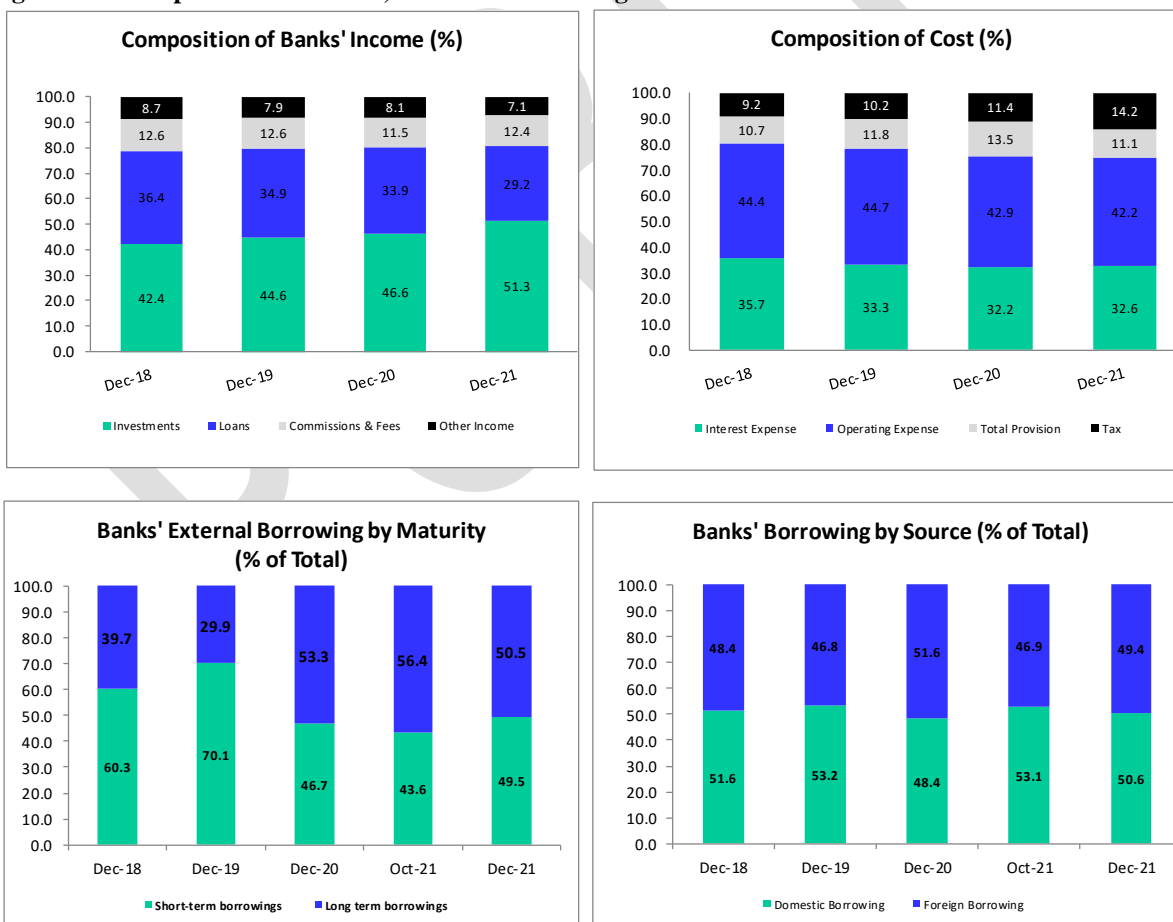 Composition of Banks' Income (%)
100.0
90.0
80.0
70.0
60.0
50.0
40.0
30.0
20.0
10.0
0.0
8.7 7.9 8.1 7.1
12.6 12.6 11.5 12.4
36.4 34.9 33.9 29.2
42.4 44.6 46.6 51.3
Dec-18 Dec-19 Dec-20 Dec-21
Investments Loans Commissions & Fees Other Income
Composition of Cost (%)
100.0
90.0
80.0
70.0
60.0
50.0
40.0
30.0
20.0
10.0
0.0
9.2 10.2 11.4 14.2
10.7 11.8 13.5 11.1
44.4 44.7 42.9 42.2
35.7 33.3 32.2 32.6
Dec-18 Dec-19 Dec-20 Dec-21
Interest Expense Operating Expense Total Provision Tax
Banks' External Borrowing by Maturity
(% of Total)
100.0
90.0
80.0
70.0
60.0
50.0
40.0
30.0
20.0
10.0
0.0
39.7 29.9 53.3 56.4 50.5
60.3 70.1 46.7 43.6 49.5
Dec-18 Dec-19 Dec-20 Oct-21 Dec-21
Short-term borrowings Long term borrowings
Banks' Borrowing by Source (% of Total)
100.0
90.0
80.0
70.0
60.0
50.0
40.0
30.0
20.0
10.0
0.0
48.4 46.8 51.6 46.9 49.4
51.6 53.2 48.4 53.1 50.6
Dec-18 Dec-19 Dec-20 Oct-21 Dec-21
Domestic Borrowing Foreign Borrowing